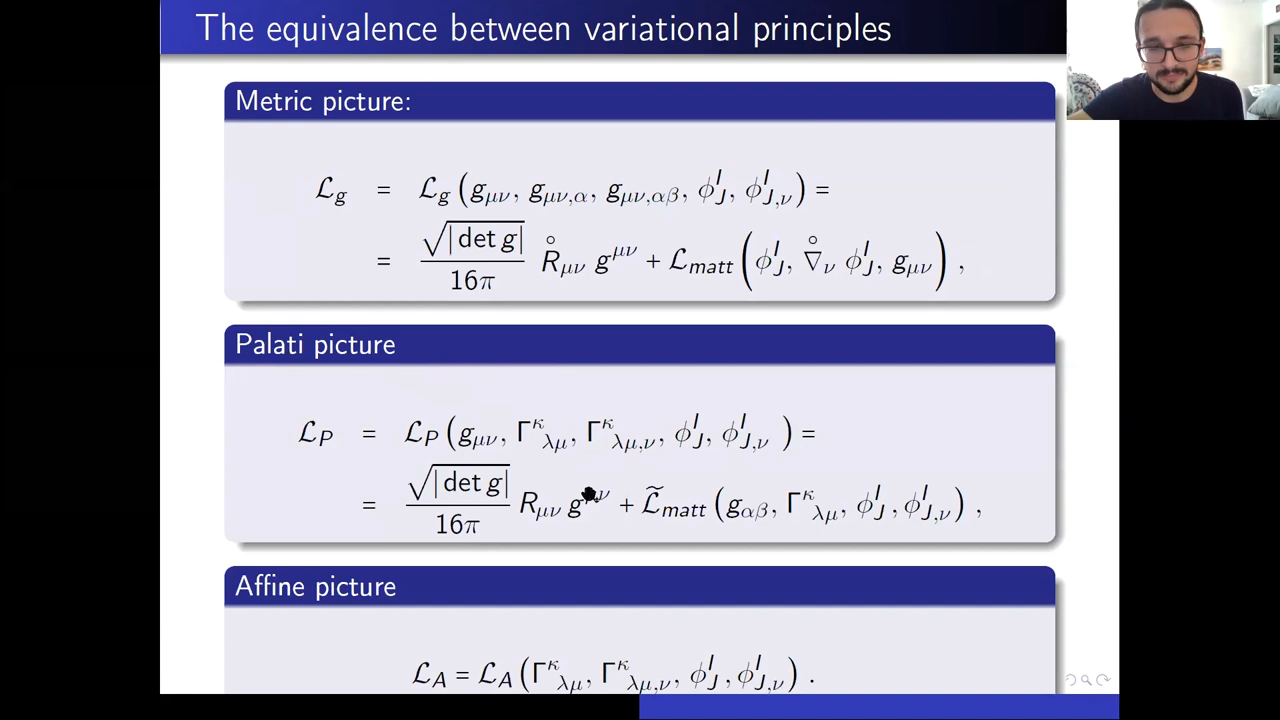 The equivalence between variational principles
Metric picture:
ℒ_g = ℒ_g (g_{μν}, g_{μν,α}, g_{μν,αβ}, ϕ^I_J, ϕ^I_{J,ν}) =
= √|det g| / 16π R̊_{μν} g^{μν} + ℒ_{matt} (ϕ^I_J, ∇̊_ν ϕ^I_J, g_{μν}) ,
Palati picture
ℒ_P = ℒ_P (g_{μν}, Γ^κ_{λμ}, Γ^κ_{λμ,ν}, ϕ^I_J, ϕ^I_{J,ν} ) =
= √|det g| / 16π R_{μν} g^{μν} + ℒ̃_{matt} (g_{αβ}, Γ^κ_{λμ}, ϕ^I_J, ϕ^I_{J,ν}) ,
Affine picture
ℒ_A = ℒ_A (Γ^κ_{λμ}, Γ^κ_{λμ,ν}, ϕ^I_J, ϕ^I_{J,ν}) .